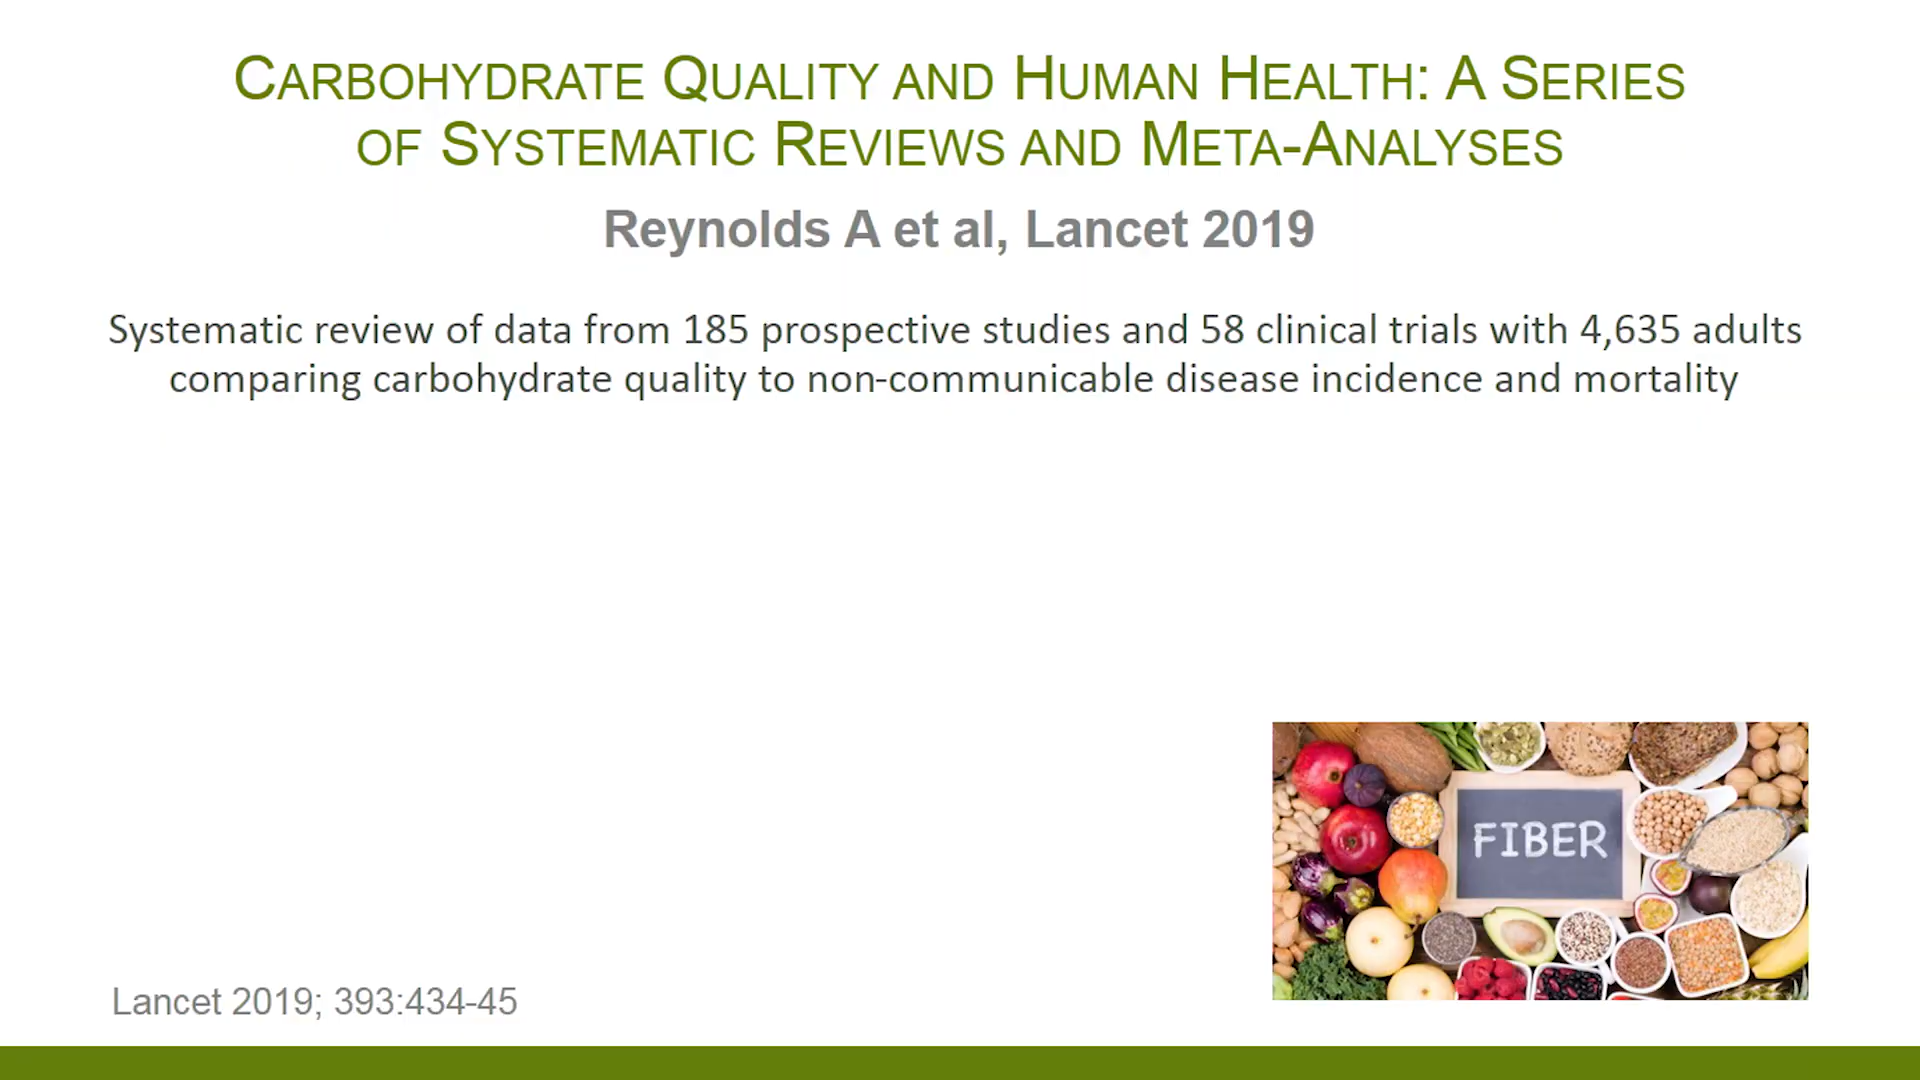 CARBOHYDRATE QUALITY AND HUMAN HEALTH: A SERIES
OF SYSTEMATIC REVIEWS AND META-ANALYSES
Reynolds A et al, Lancet 2019
Systematic review of data from 185 prospective studies and 58 clinical trials with 4,635 adults
comparing carbohydrate quality to non-communicable disease incidence and mortality
FIBER
Lancet 2019; 393:434-45